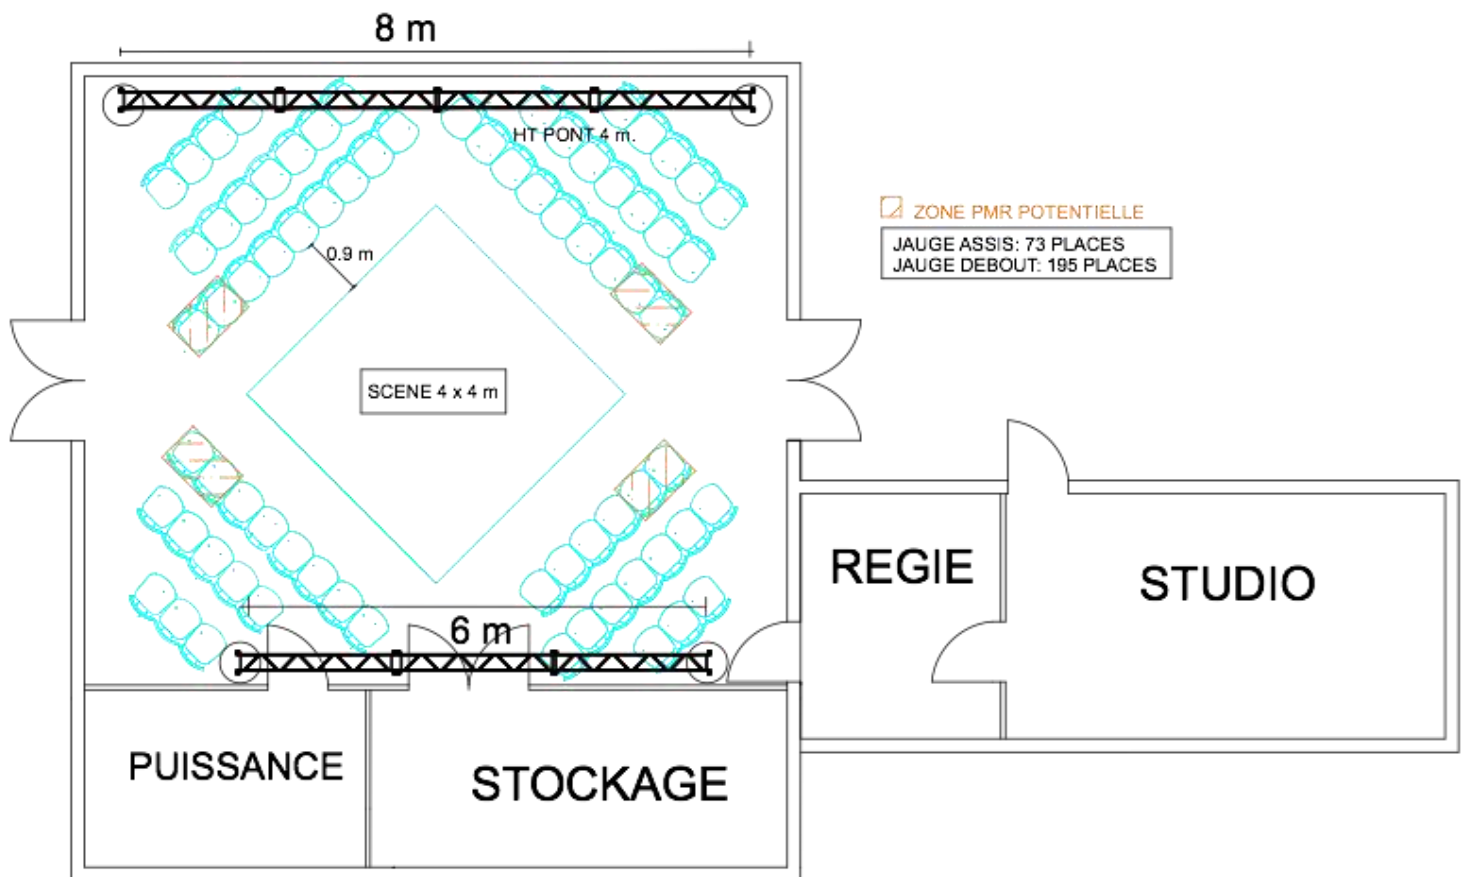 8 m
HT PONT 4 m.
ZONE PMR POTENTIELLE
JAUGE ASSIS: 73 PLACES
JAUGE DEBOUT: 195 PLACES
0.9 m
SCENE 4 x 4 m
REGIE
STUDIO
6 m
PUISSANCE
STOCKAGE